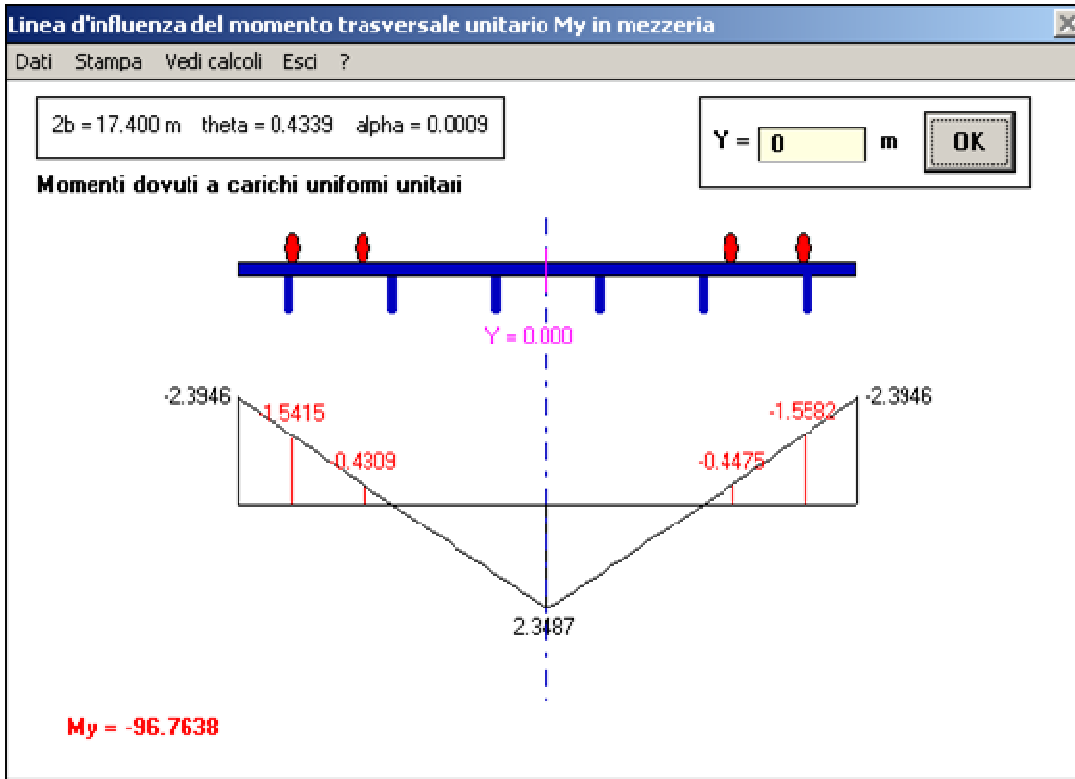 Linea d'influenza del momento trasversale unitario My in mezzeria
Dati Stampa Vedi calcoli Esci ?
2b = 17.400 m theta = 0.4339 alpha = 0.0009
Y = 0 m OK
Momenti dovuti a carichi uniformi unitari
Y = 0.000
-2.3946 -2.3946
-1.5415 -1.5582
-0.4309 -0.4475
2.3487
My = -96.7638